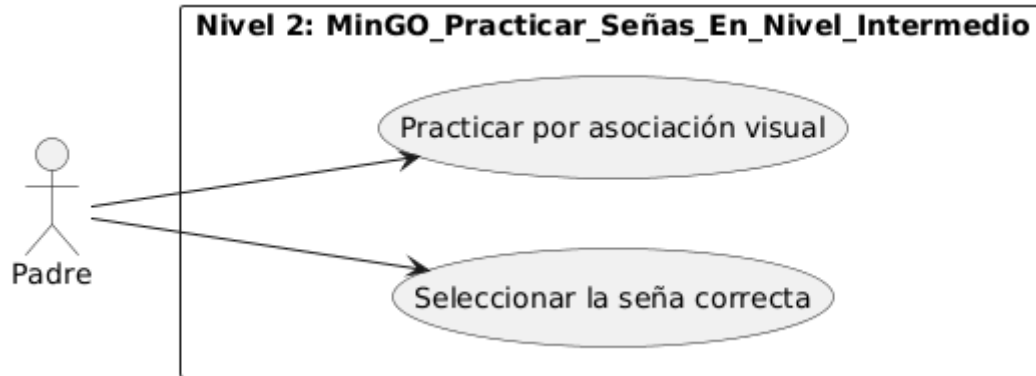 Nivel 2: MinGO_Practicar_Señas_En_Nivel_Intermedio
Practicar por asociación visual
Padre
Seleccionar la seña correcta